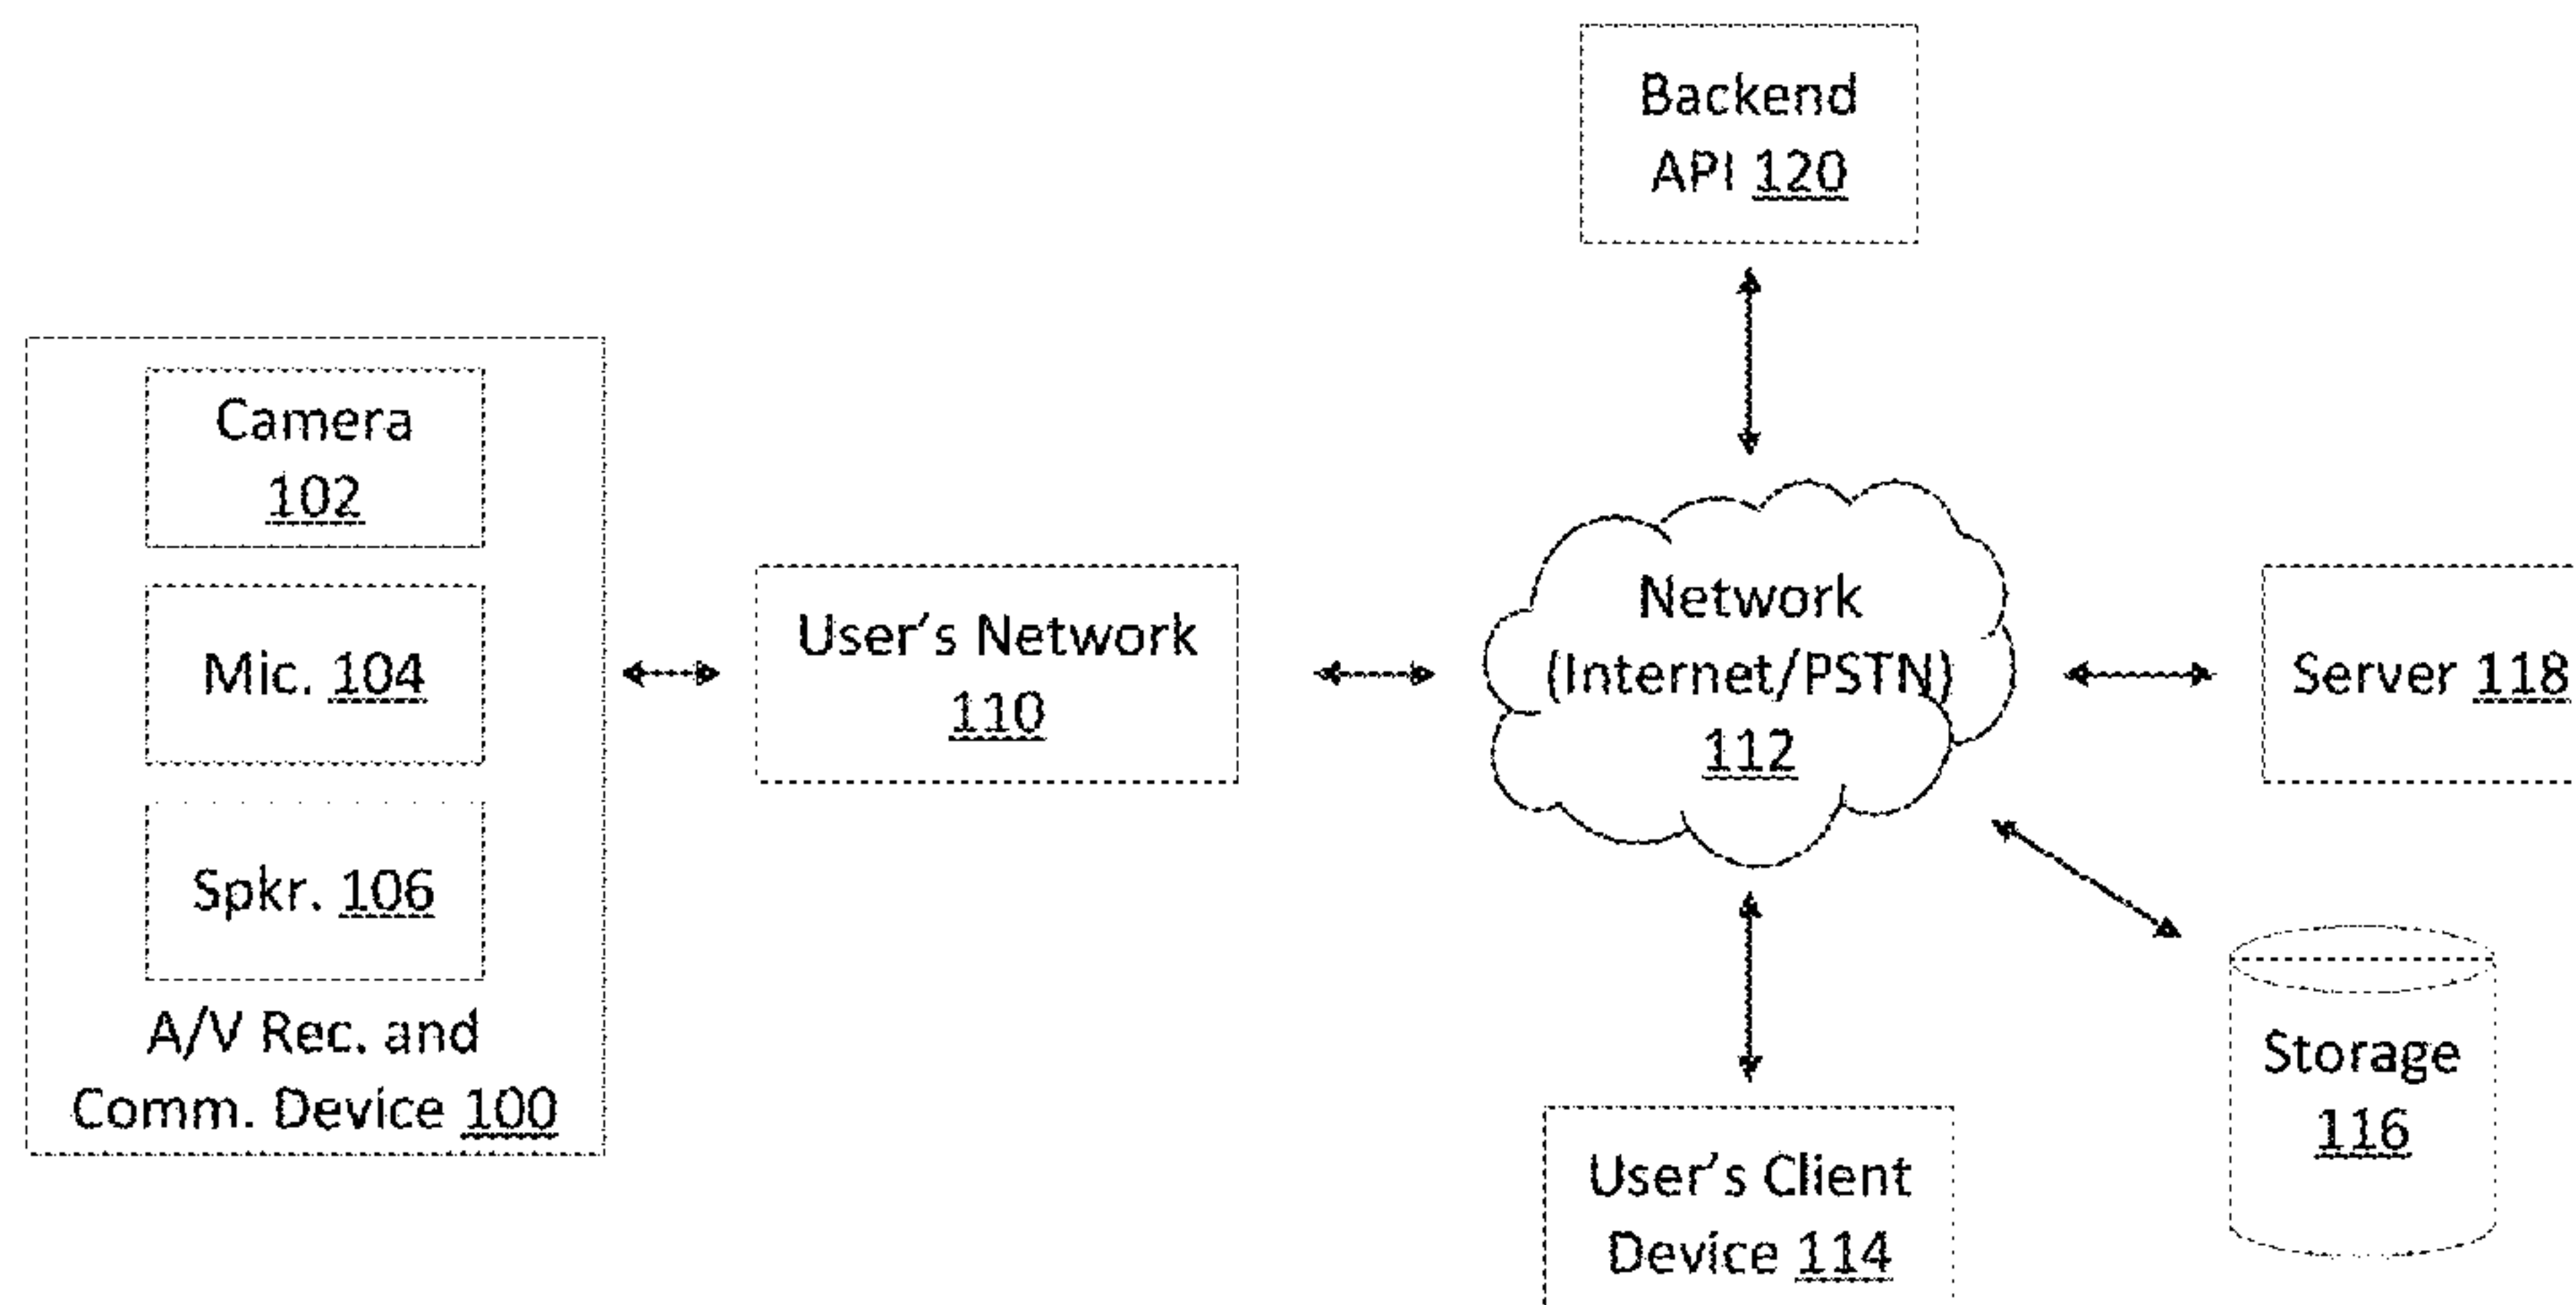 Backend
API 120
Camera
102
Mic. 104
Spkr. 106
A/V Rec. and
Comm. Device 100
User's Network
110
Network
(Internet/PSTN)
112
Server 118
Storage
116
User's Client
Device 114